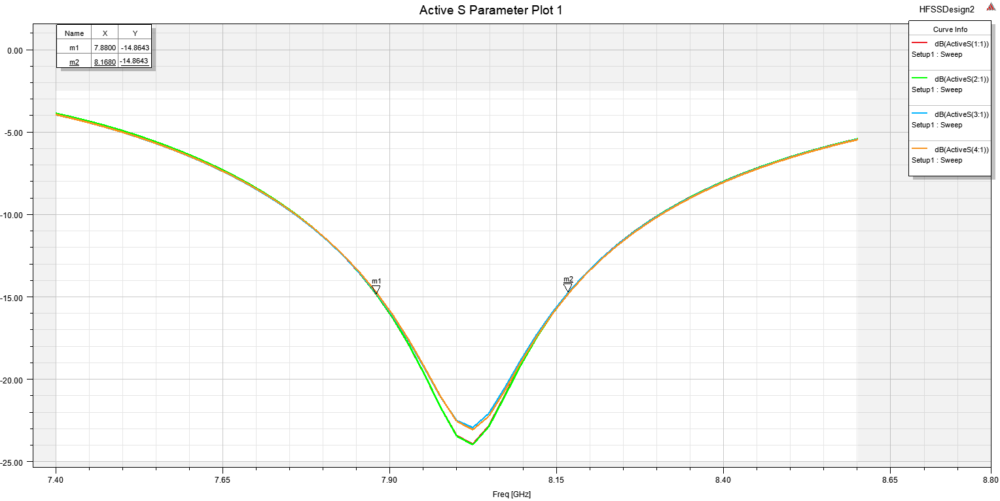 Active S Parameter Plot 1
HFSSDesign2
Name X Y
m1 7.8800 -14.8643
m2 8.1680 -14.8643
Curve Info
dB(ActiveS(1:1))
Setup1 : Sweep
dB(ActiveS(2:1))
Setup1 : Sweep
dB(ActiveS(3:1))
Setup1 : Sweep
dB(ActiveS(4:1))
Setup1 : Sweep
0.00
-5.00
-10.00
-15.00
-20.00
-25.00
m1
m2
7.40 7.65 7.90 8.15 8.40 8.65 8.80
Freq [GHz]